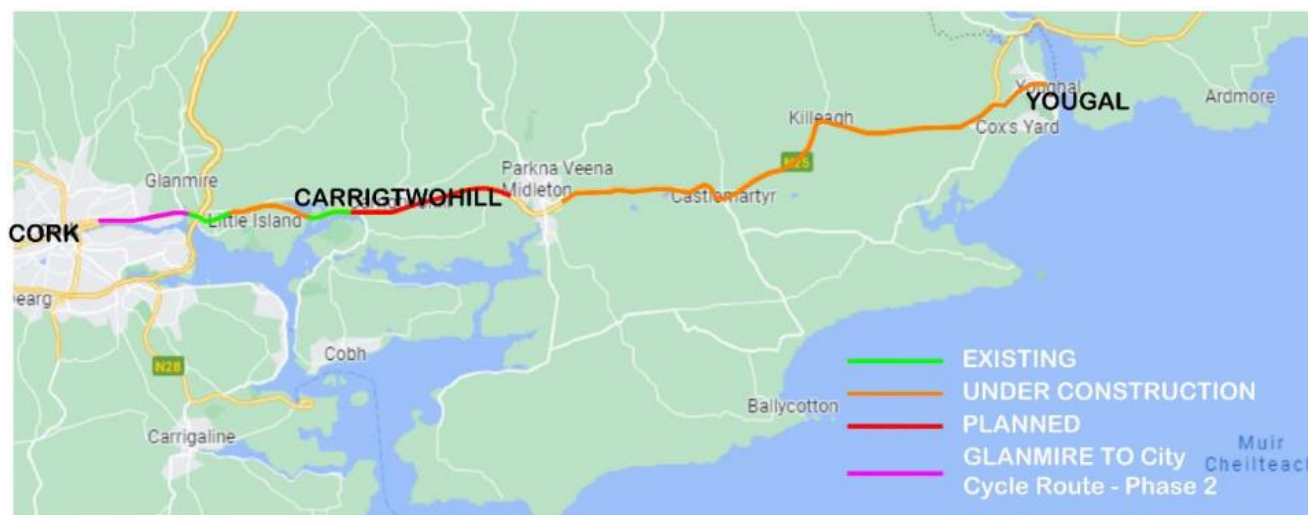 Youghal
YOUGAL
Ardmore
Killeagh
Cox's Yard
Glanmire
Parkna Veena
Midleton
N25
CARRIGTWOHILL
Castlemartyr
Little Island
CORK
Dearg
Cobh
N28
Carrigaline
Ballycotton
EXISTING
UNDER CONSTRUCTION
PLANNED
GLANMIRE TO City
Cycle Route - Phase 2
Muir
Cheilteach